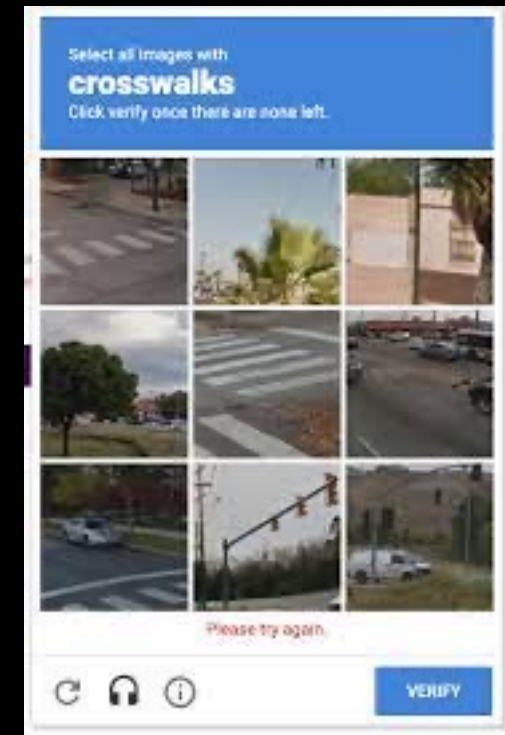 Select all images with
crosswalks
Click verify once there are none left.
Please try again.
VERIFY